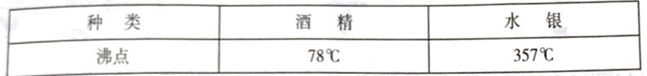 种 类 酒 精 水 银
沸点 78℃ 357℃